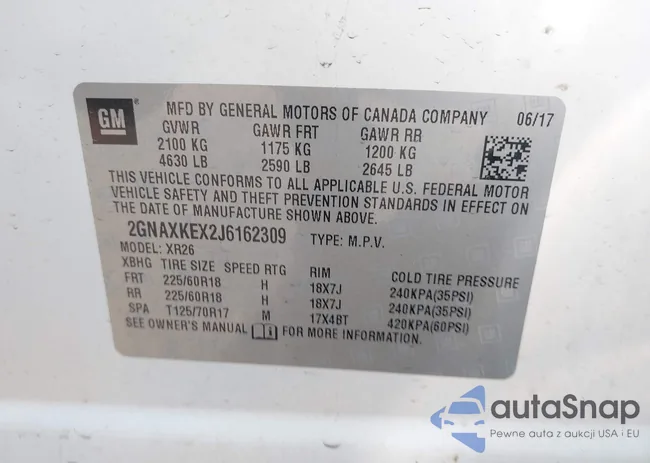 GM
MFD BY GENERAL MOTORS OF CANADA COMPANY 06/17
GVWR GAWR FRT GAWR RR
2100 KG 1175 KG 1200 KG
4630 LB 2590 LB 2645 LB
THIS VEHICLE CONFORMS TO ALL APPLICABLE U.S. FEDERAL MOTOR
VEHICLE SAFETY AND THEFT PREVENTION STANDARDS IN EFFECT ON
THE DATE OF MANUFACTURE SHOWN ABOVE.
2GNAXKEX2J6162309 TYPE: M.P.V.
MODEL: XR26
XBHG TIRE SIZE SPEED RTG RIM COLD TIRE PRESSURE
FRT 225/60R18 H 18X7J 240KPA(35PSI)
RR 225/60R18 H 18X7J 240KPA(35PSI)
SPA T125/70R17 M 17X4BT 420KPA(60PSI)
SEE OWNER'S MANUAL FOR MORE INFORMATION.
autaSnap
Pewne auta z aukcji USA i EU